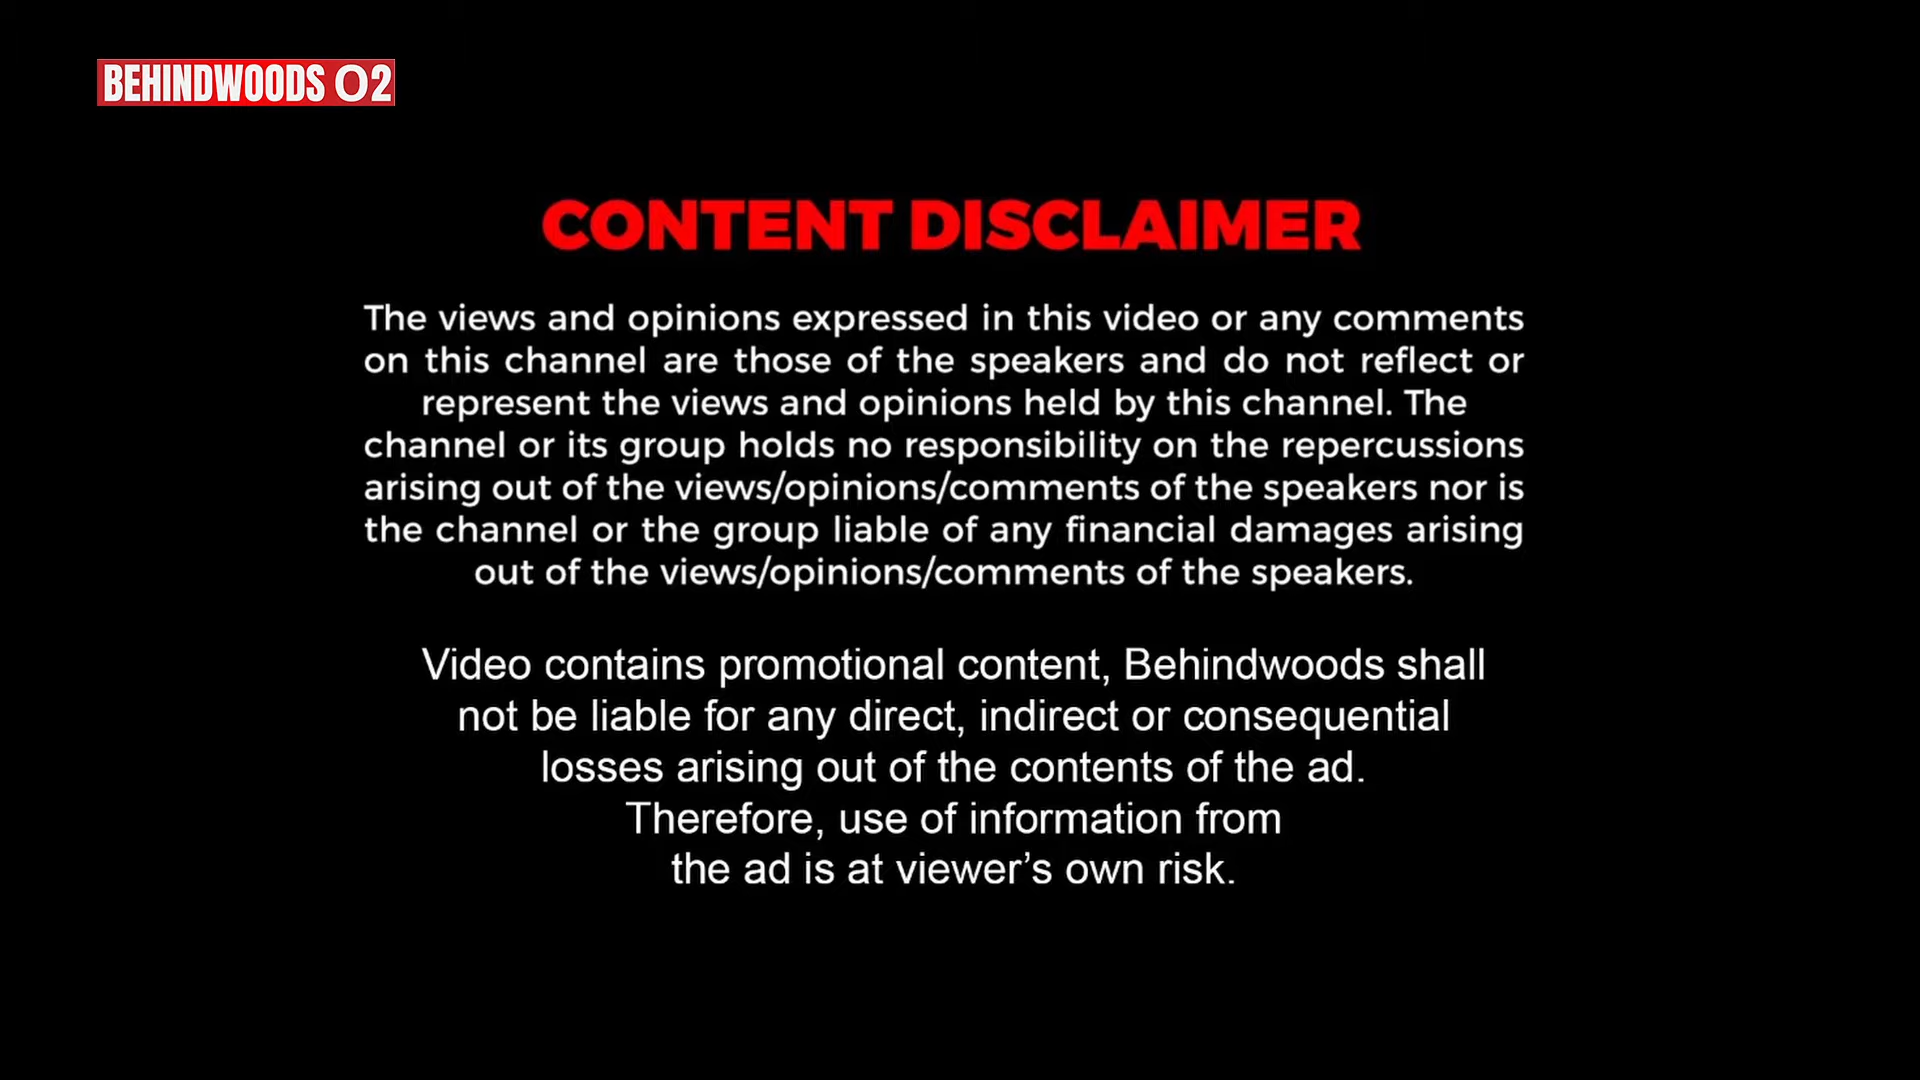 BEHINDWOODS O2
CONTENT DISCLAIMER
The views and opinions expressed in this video or any comments
on this channel are those of the speakers and do not reflect or
represent the views and opinions held by this channel. The
channel or its group holds no responsibility on the repercussions
arising out of the views/opinions/comments of the speakers nor is
the channel or the group liable of any financial damages arising
out of the views/opinions/comments of the speakers.
Video contains promotional content, Behindwoods shall
not be liable for any direct, indirect or consequential
losses arising out of the contents of the ad.
Therefore, use of information from
the ad is at viewer’s own risk.